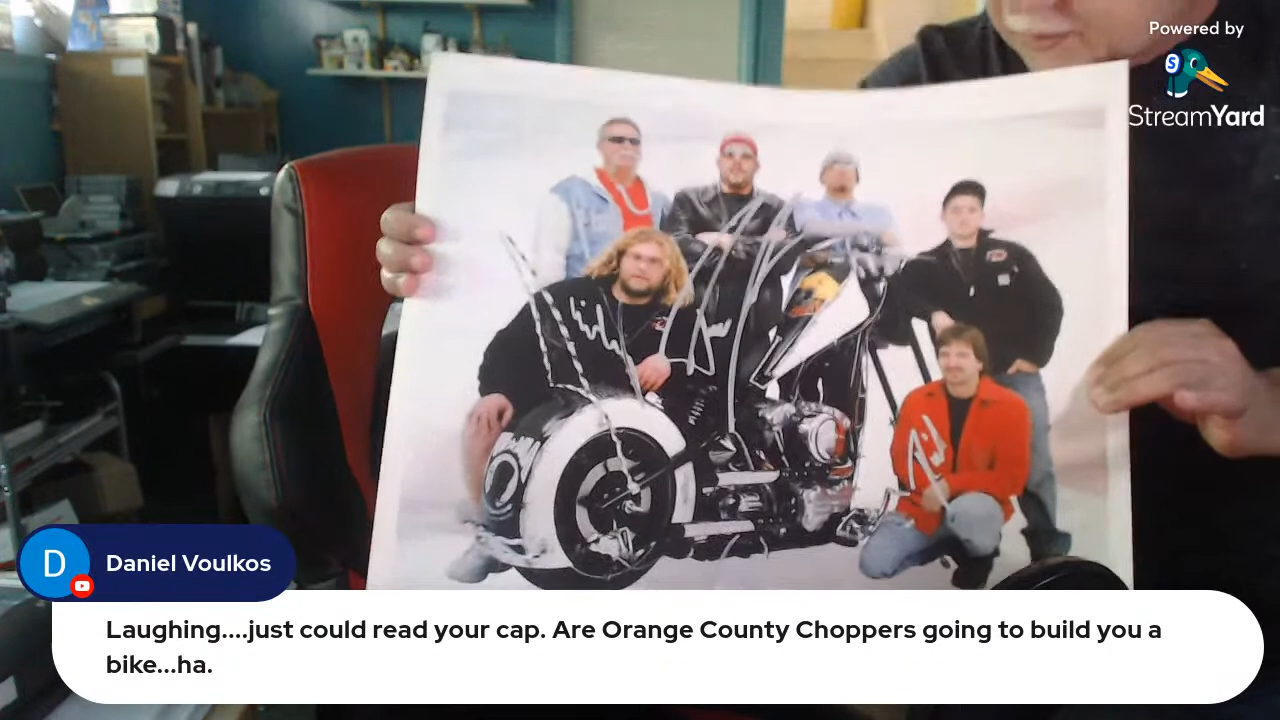 Powered by
StreamYard
D
Daniel Voulkos
Laughing....just could read your cap. Are Orange County Choppers going to build you a
bike...ha.